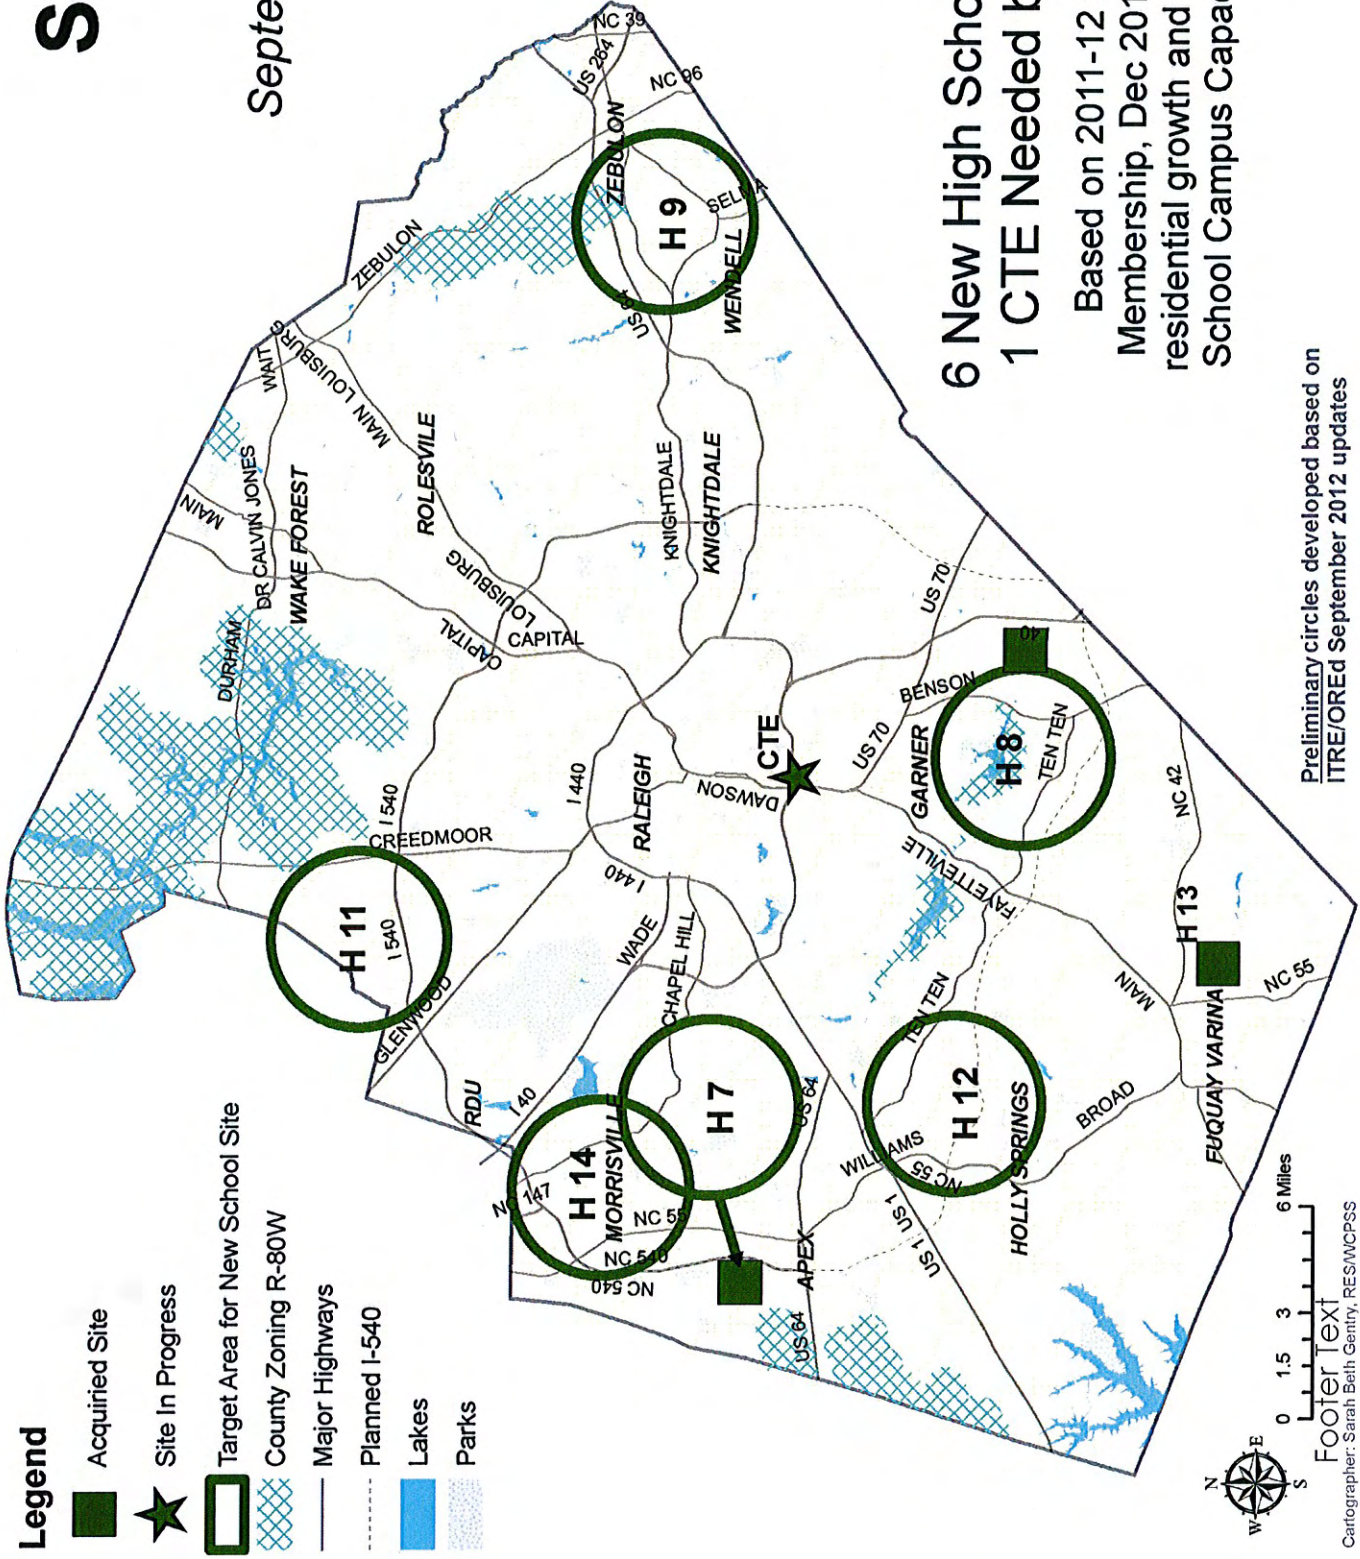 S
Septe
Legend
Acquiried Site
Site In Progress
Target Area for New School Site
County Zoning R-80W
Major Highways
Planned I-540
Lakes
Parks
NC 39
US 264
NC 96
ZEBULON
ZEBULON
H 9
SELMA
WENDELL
US 64
WAIT
LOUISBURG
MAIN LOUISBURG
ROLESVILE
MAIN
DR CALVIN JONES
WAKE FOREST
DURHAM
LOUISBURG
CAPITAL
CAPITAL
KNIGHTDALE
KNIGHTDALE
I 540
CREEDMOOR
I 440
RALEIGH
DAWSON
CTE
H 11
I 540
GLENWOOD
I 440
WADE
CHAPEL HILL
RDU
I 40
NC 147
H 14
MORRISVILLE
H 7
NC 55
NC 540
NC 540
US 64
APEX
US 64
US 70
US 70
BENSON
40
GARNER
H 8
TEN TEN
FAYETTEVILLE
TEN TEN
H 12
WILLIAMS
NC 55
US 1
US 1
HOLLY SPRINGS
BROAD
MAIN
NC 42
H 13
NC 55
FUQUAY VARINA
6 New High Scho
1 CTE Needed b
Based on 2011-12
Membership, Dec 201
residential growth and
School Campus Capac
Preliminary circles developed based on
ITRE/OREd September 2012 updates
N
W
E
S
0 1.5 3 6 Miles
Footer Text
Cartographer: Sarah Beth Gentry, RES/WCPSS